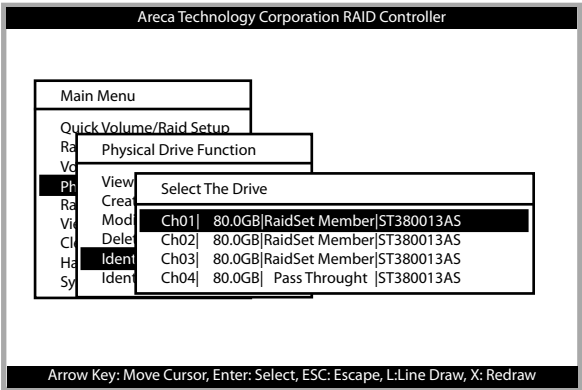 Areca Technology Corporation RAID Controller
Main Menu
Quick Volume/Raid Setup
Ra
Vo
Ph
Ra
Vie
Cl
Ha
Sy
Physical Drive Function
View
Creat
Modi
Delet
Ident
Ident
Select The Drive
Ch01| 80.0GB|RaidSet Member|ST380013AS
Ch02| 80.0GB|RaidSet Member|ST380013AS
Ch03| 80.0GB|RaidSet Member|ST380013AS
Ch04| 80.0GB| Pass Throught |ST380013AS
Arrow Key: Move Cursor, Enter: Select, ESC: Escape, L:Line Draw, X: Redraw